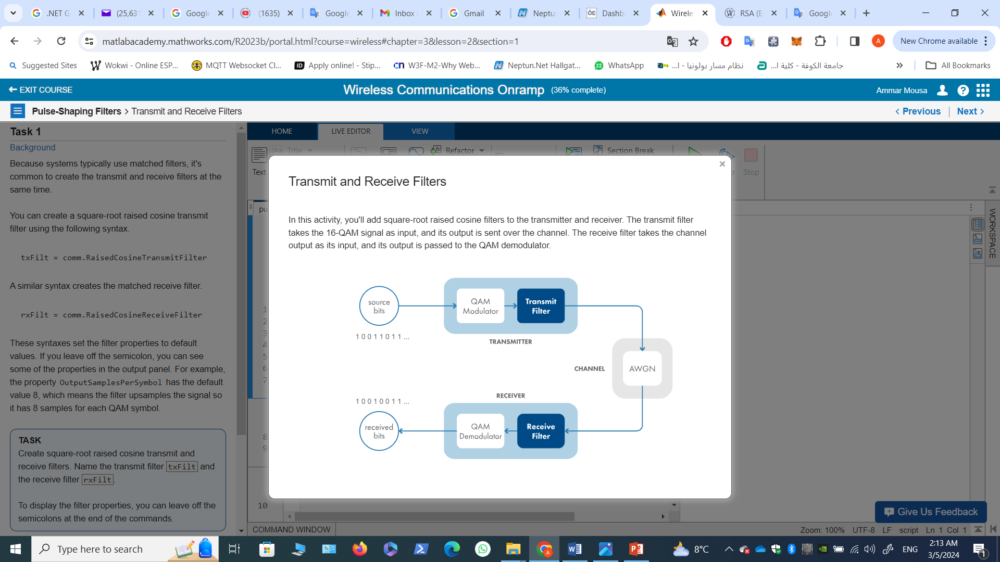 .NET G
(25,631
Google
(1635)
Google
Inbox (
Gmail
Neptu
Dashb
Wirele
RSA (E
Google
matlabacademy.mathworks.com/R2023b/portal.html?course=wireless#chapter=3&lesson=2&section=1
A
New Chrome available
Suggested Sites
Wokwi - Online ESP...
MQTT Websocket Cl...
Apply online! - Stip...
W3F-M2-Why Web...
Neptun.Net Hallgat...
22
WhatsApp
نظام مسار بولونيا - ا...
جامعة الكوفة - كلية ا...
All Bookmarks
EXIT COURSE
Wireless Communications Onramp (36% complete)
Ammar Mousa
Pulse-Shaping Filters > Transmit and Receive Filters
< Previous
Next >
Task 1
Background
Because systems typically use matched filters, it's
common to create the transmit and receive filters at the
same time.
You can create a square-root raised cosine transmit
filter using the following syntax.
txFilt = comm.RaisedCosineTransmitFilter
A similar syntax creates the matched receive filter.
rxFilt = comm.RaisedCosineReceiveFilter
These syntaxes set the filter properties to default
values. If you leave off the semicolon, you can see
some of the properties in the output panel. For example,
the property OutputSamplesPerSymbol has the default
value 8, which means the filter upsamples the signal so
it has 8 samples for each QAM symbol.
TASK
Create square-root raised cosine transmit and
receive filters. Name the transmit filter txFilt and
the receive filter rxFilt.
To display the filter properties, you can leave off the
semicolons at the end of the commands.
HOME
LIVE EDITOR
VIEW
Text
Aa Title
Refactor
Section Break
Stop
pu
WORKSPACE
1
2
3
4
5
6
7
8
9
10
Transmit and Receive Filters
In this activity, you'll add square-root raised cosine filters to the transmitter and receiver. The transmit filter
takes the 16-QAM signal as input, and its output is sent over the channel. The receive filter takes the channel
output as its input, and its output is passed to the QAM demodulator.
source
bits
10011011...
QAM
Modulator
Transmit
Filter
TRANSMITTER
CHANNEL
AWGN
RECEIVER
10010011...
received
bits
QAM
Demodulator
Receive
Filter
Give Us Feedback
COMMAND WINDOW
Zoom: 100%
UTF-8
LF
script
Ln 1 Col 1
Type here to search
8°C
ENG
2:13 AM
3/5/2024
1